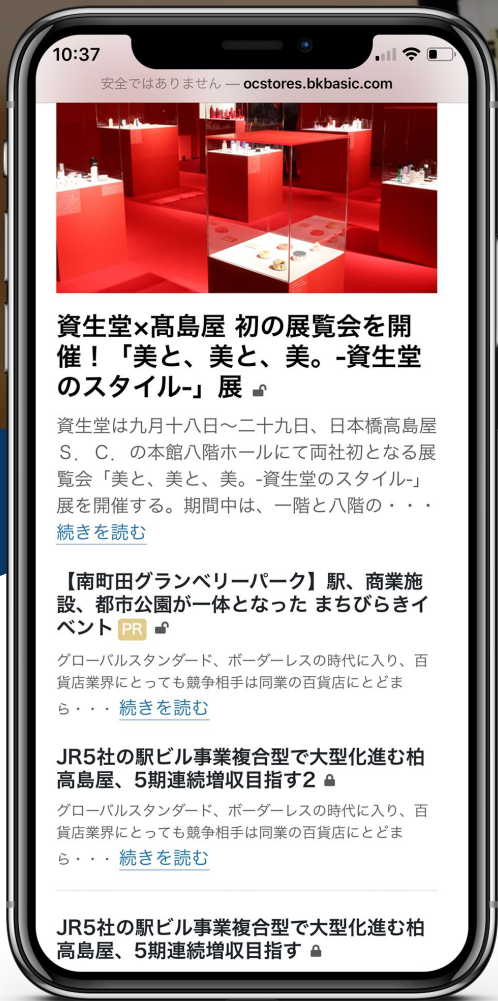 10:37
安全ではありません — ocstores.bkbasic.com
資生堂×髙島屋 初の展覧会を開
催！「美と、美と、美。-資生堂
のスタイル-」展
資生堂は九月十八日～二十九日、日本橋高島屋
Ｓ．Ｃ．の本館八階ホールにて両社初となる展
覧会「美と、美と、美。-資生堂のスタイル-」
展を開催する。期間中は、一階と八階の・・・
続きを読む
【南町田グランベリーパーク】駅、商業施
設、都市公園が一体となった まちびらきイ
ベント PR
グローバルスタンダード、ボーダーレスの時代に入り、百
貨店業界にとっても競争相手は同業の百貨店にとどま
ら・・・ 続きを読む
JR5社の駅ビル事業複合型で大型化進む柏
高島屋、5期連続増収目指す2
グローバルスタンダード、ボーダーレスの時代に入り、百
貨店業界にとっても競争相手は同業の百貨店にとどま
ら・・・ 続きを読む
JR5社の駅ビル事業複合型で大型化進む柏
高島屋、5期連続増収目指す